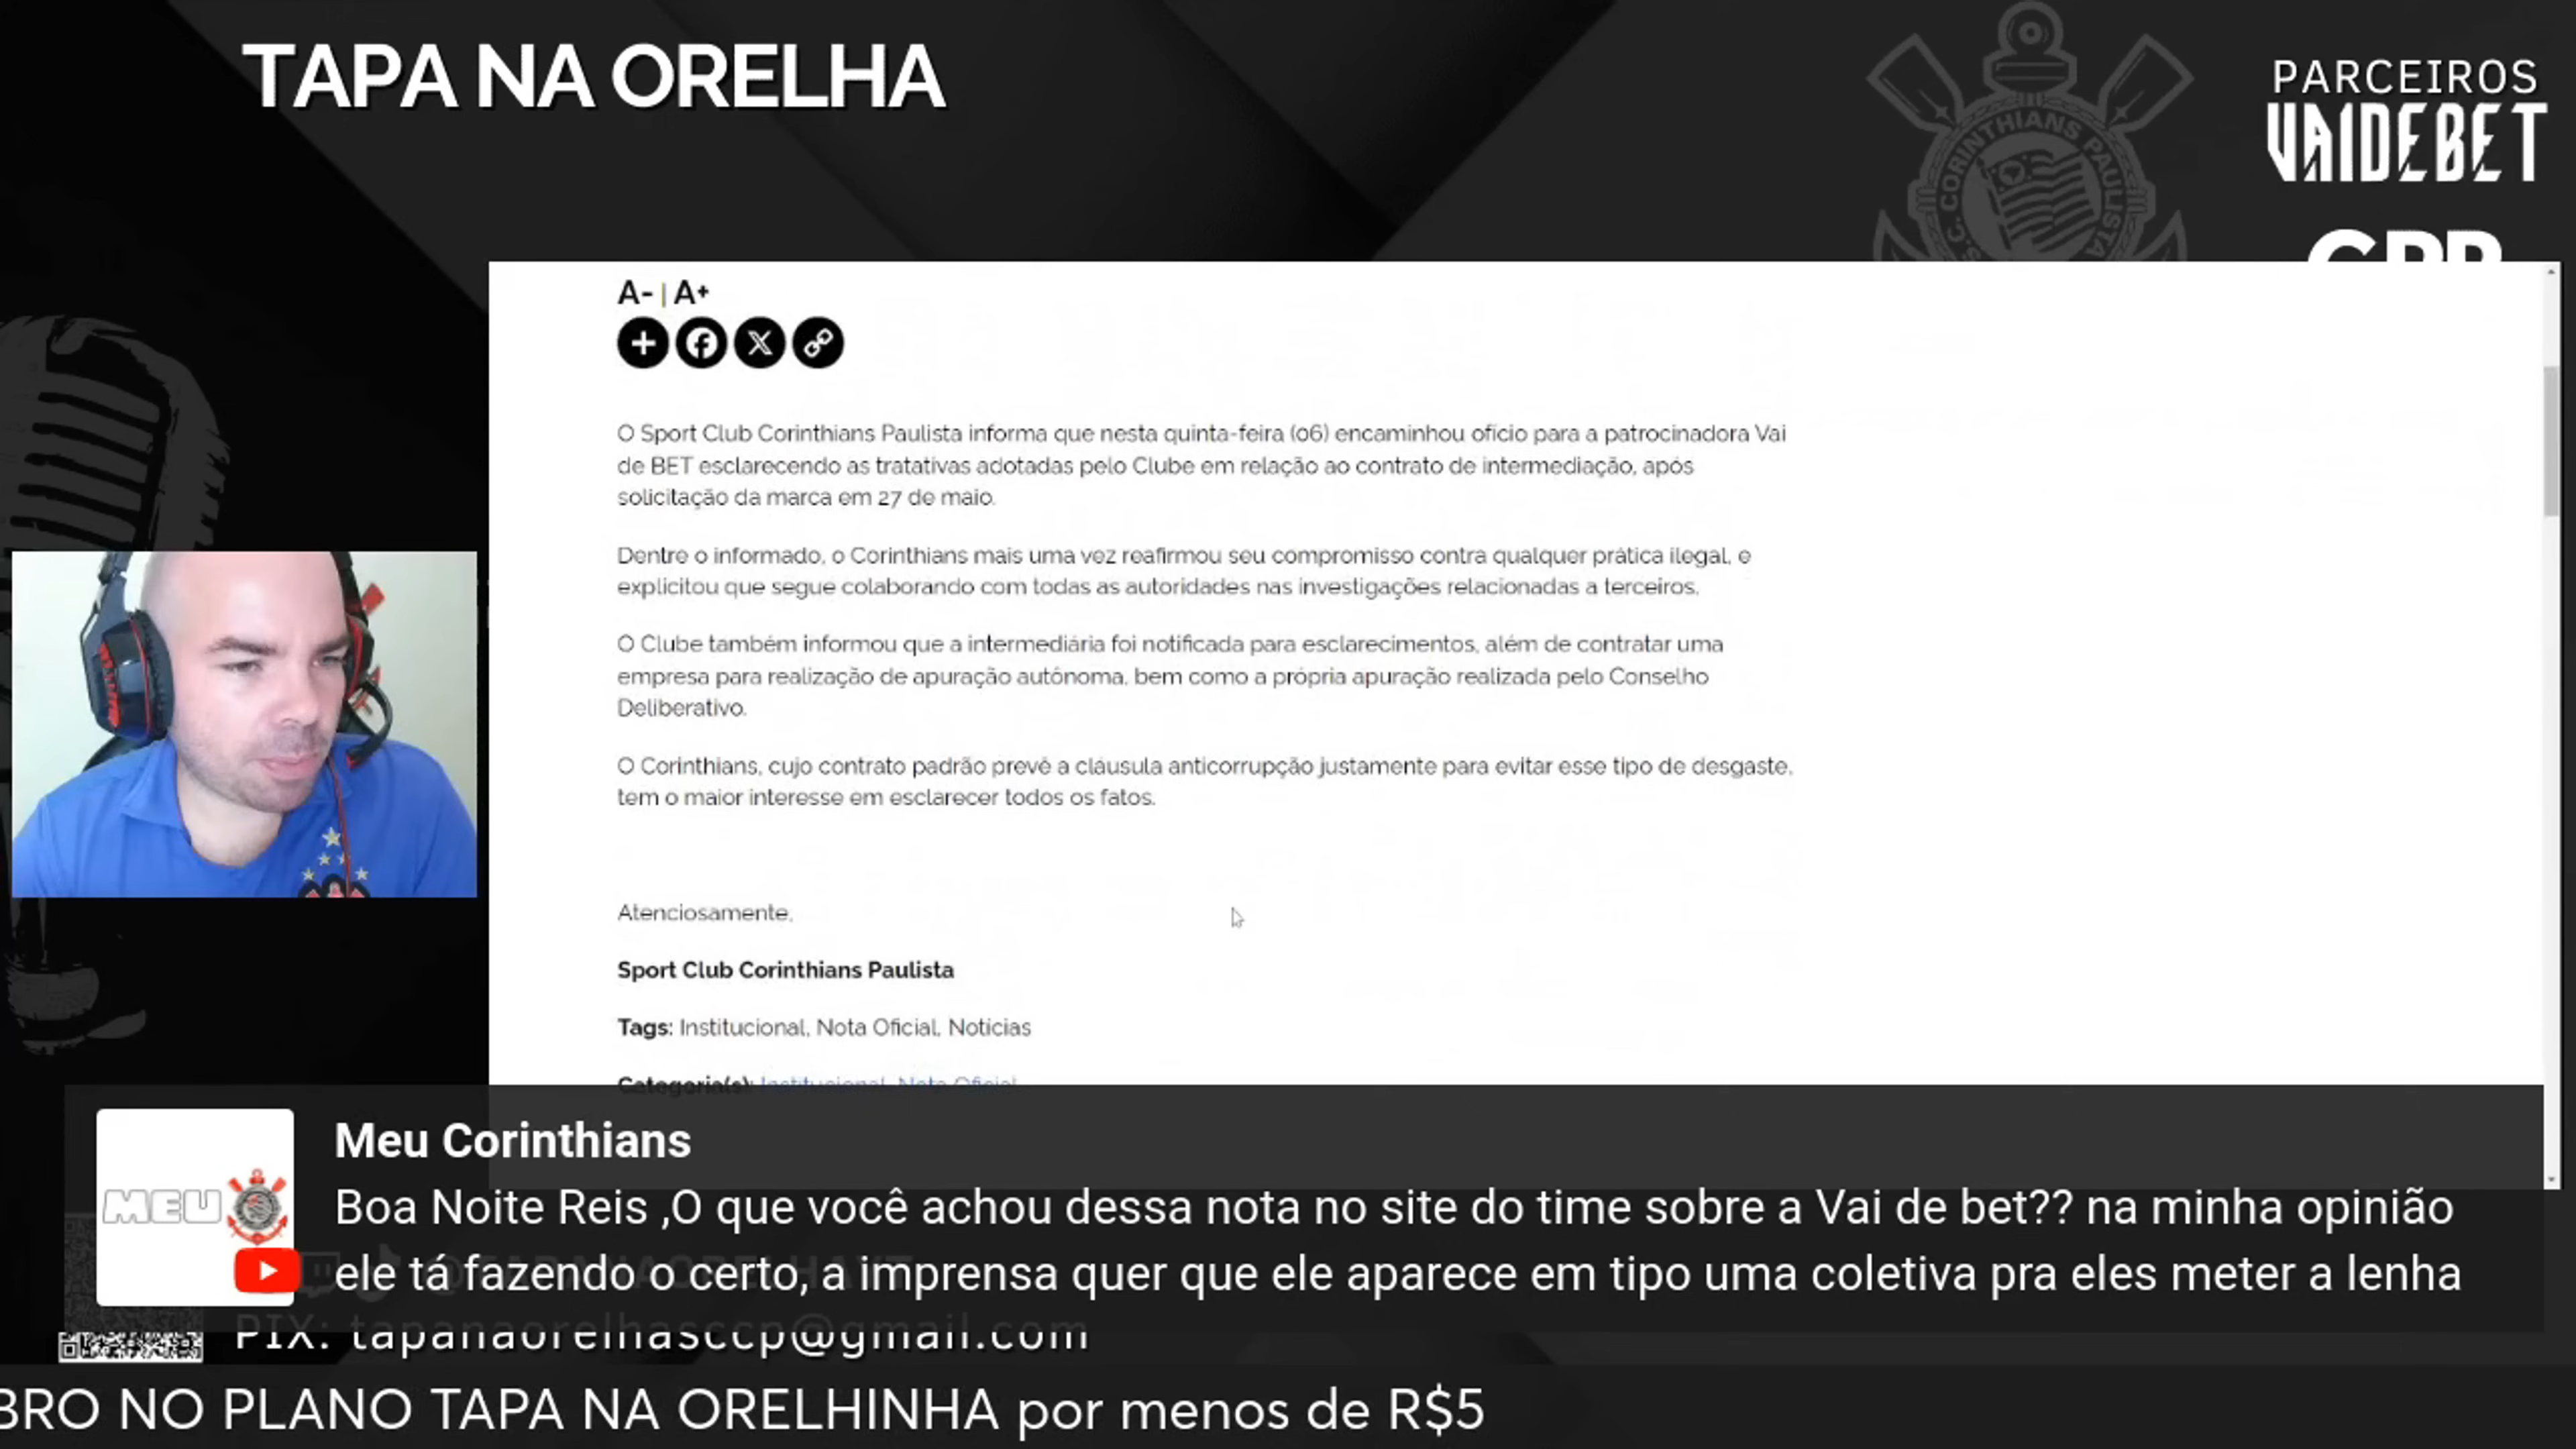 TAPA NA ORELHA
PARCEIROS
VAIDEBET
CORINTHIANS PAULISTA
A- | A+
O Sport Club Corinthians Paulista informa que nesta quinta-feira (06) encaminhou ofício para a patrocinadora Vai
de BET esclarecendo as tratativas adotadas pelo Clube em relação ao contrato de intermediação, após
solicitação da marca em 27 de maio.
Dentre o informado, o Corinthians mais uma vez reafirmou seu compromisso contra qualquer prática ilegal, e
explicitou que segue colaborando com todas as autoridades nas investigações relacionadas a terceiros.
O Clube também informou que a intermediária foi notificada para esclarecimentos, além de contratar uma
empresa para realização de apuração autônoma, bem como a própria apuração realizada pelo Conselho
Deliberativo.
O Corinthians, cujo contrato padrão prevê a cláusula anticorrupção justamente para evitar esse tipo de desgaste,
tem o maior interesse em esclarecer todos os fatos.
Atenciosamente,
Sport Club Corinthians Paulista
Tags: Institucional, Nota Oficial, Notícias
Categoria(s): Institucional, Nota Oficial
Meu Corinthians
MEU
Boa Noite Reis ,O que você achou dessa nota no site do time sobre a Vai de bet?? na minha opinião
ele tá fazendo o certo, a imprensa quer que ele aparece em tipo uma coletiva pra eles meter a lenha
PIX: tapanaorelhasccp@gmail.com
BRO NO PLANO TAPA NA ORELHINHA por menos de R$5